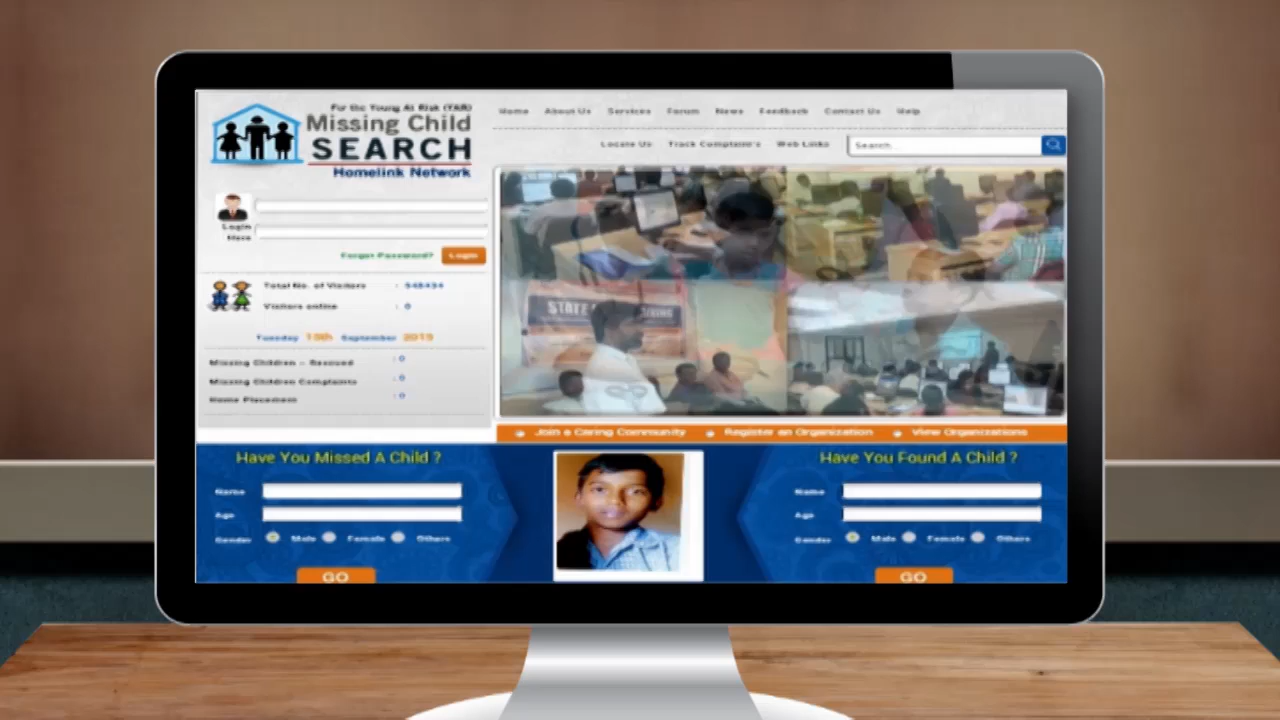 For the Young At Risk (YAR)
Missing Child
SEARCH
Homelink Network
Home About Us Services Forum News Feedback Contact Us Help
Locate Us Track Complaints Web Links Search...
Login
Here
Forgot Password? Login
Total No. of Visitors : 548434
Visitors online : 0
Tuesday September 2019
Missing Children - Rescued : 0
Missing Children Complaints : 0
Home Placement : 0
STATE
Join a Caring Community Register an Organization View Organizations
Have You Missed A Child ?
Name
Age
Gender Male Female Others
GO
Have You Found A Child ?
Name
Age
Gender Male Female Others
GO